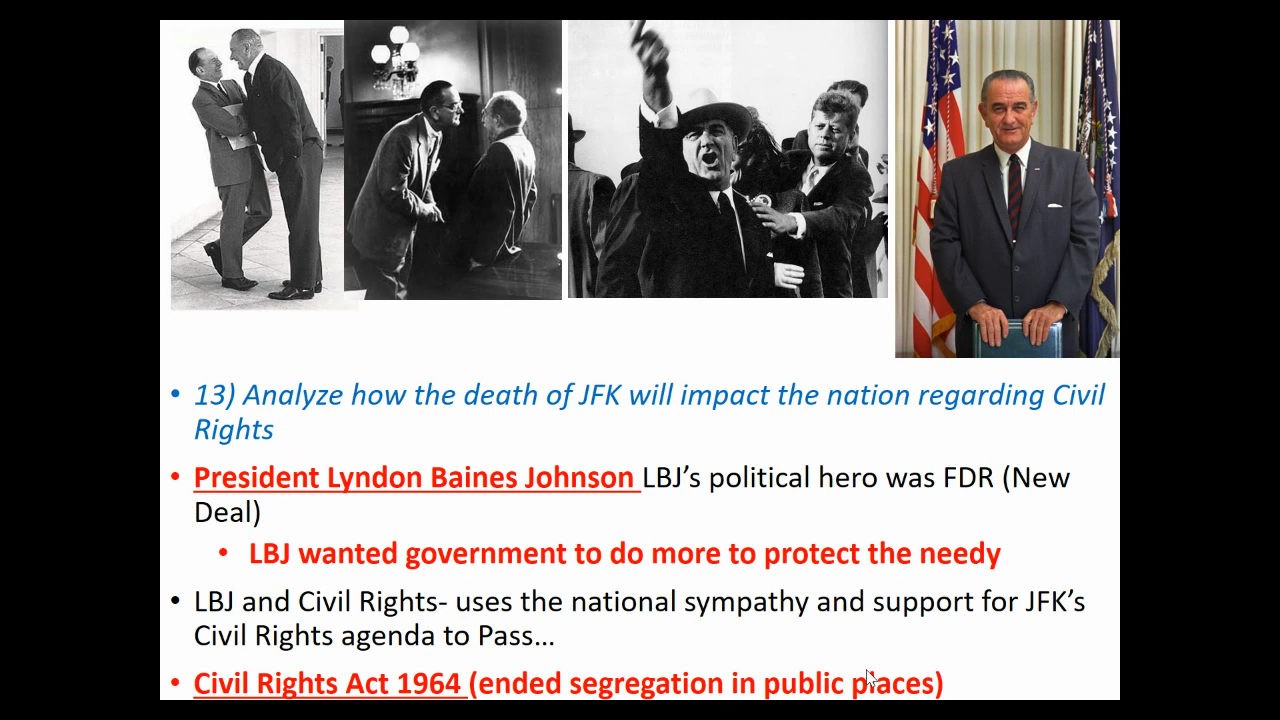 • 13) Analyze how the death of JFK will impact the nation regarding Civil
Rights
• President Lyndon Baines Johnson LBJ’s political hero was FDR (New
Deal)
• LBJ wanted government to do more to protect the needy
• LBJ and Civil Rights- uses the national sympathy and support for JFK’s
Civil Rights agenda to Pass…
• Civil Rights Act 1964 (ended segregation in public places)